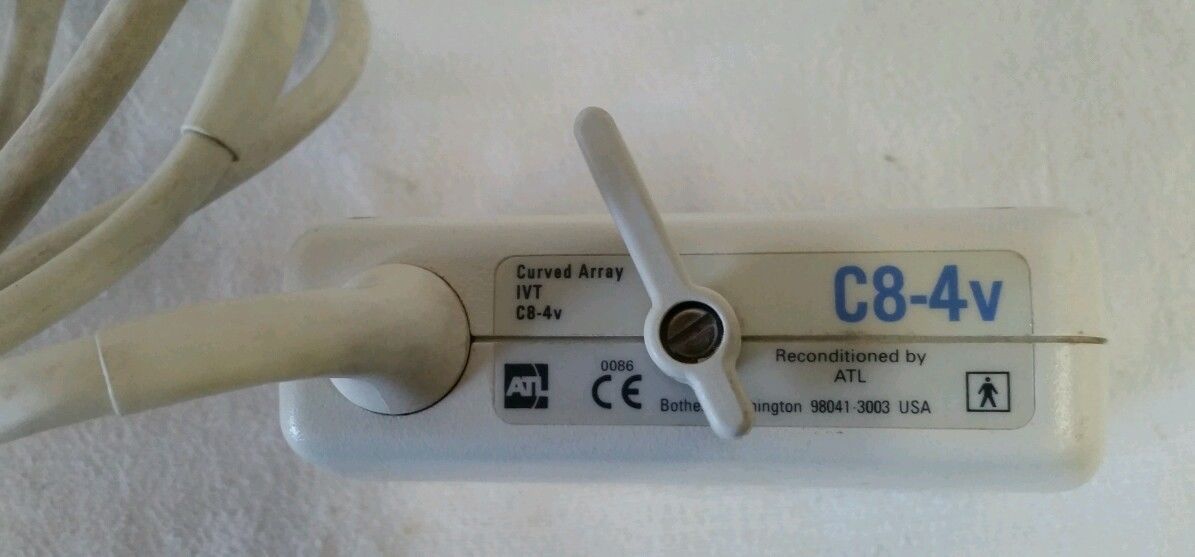 Curved Array
IVT
C8-4v
C8-4v
ATL
0086
CE
Reconditioned by
ATL
98041-3003 USA